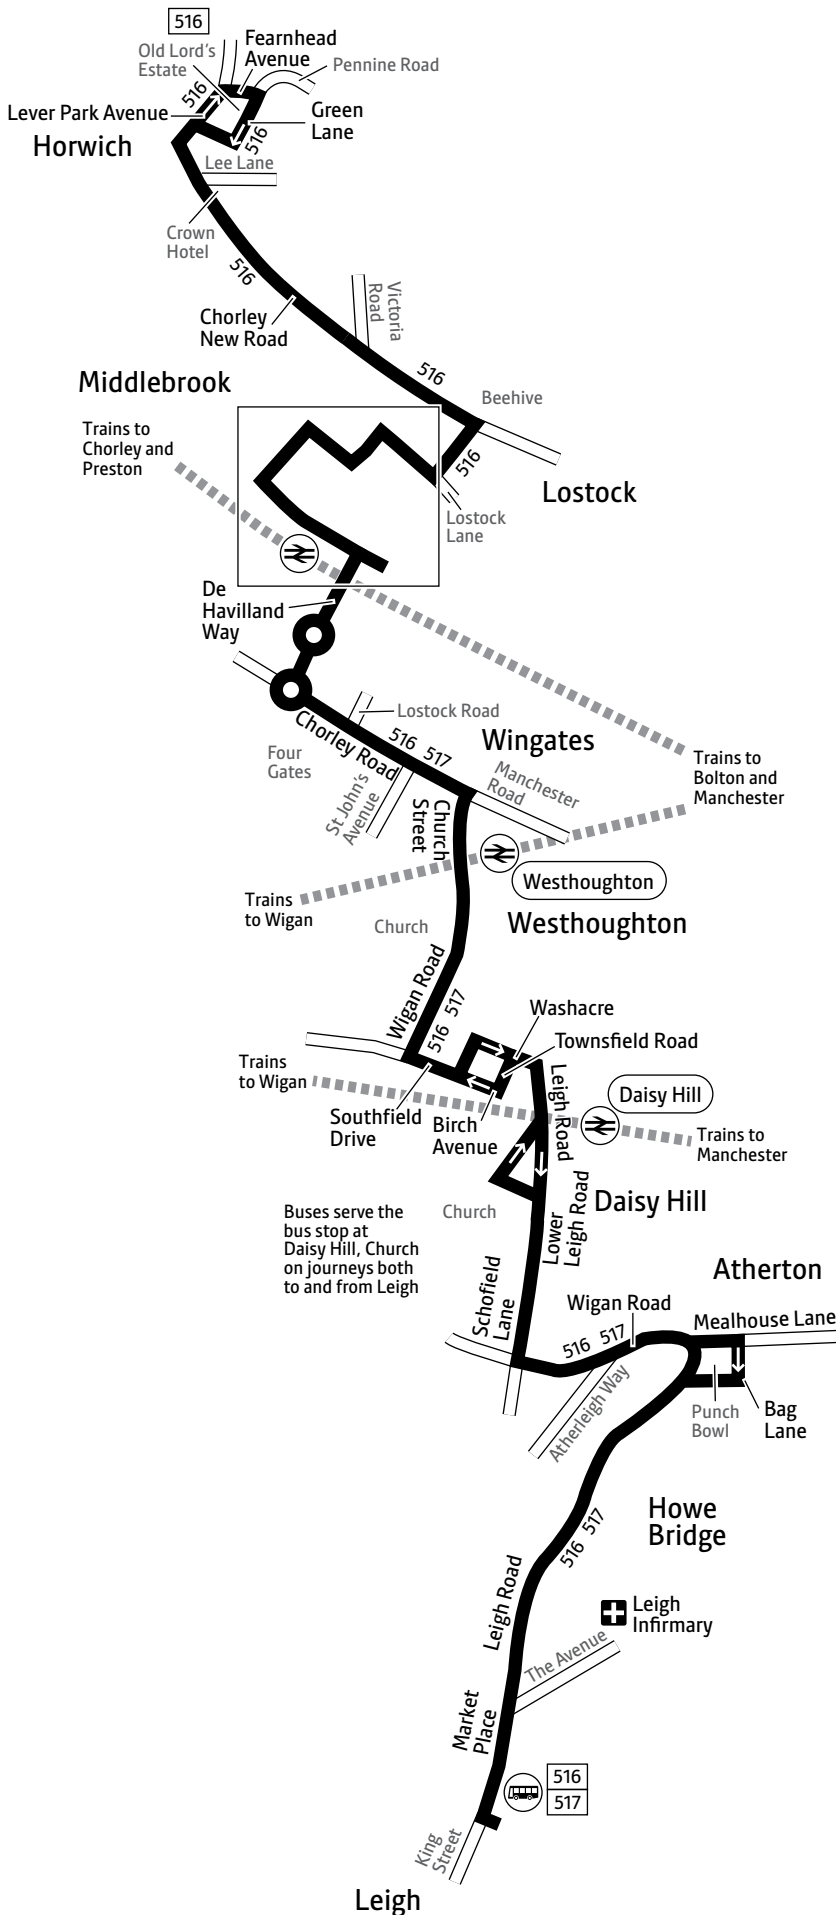 516
Old Lord's
Estate
Fearnhead
Avenue
Pennine Road
516
Lever Park Avenue
Green
Lane
516
Horwich
Lee Lane
Crown
Hotel
516
Victoria
Road
Chorley
New Road
516
Middlebrook
Beehive
Trains to
Chorley and
Preston
516
Lostock
Lostock
Lane
De
Havilland
Way
Lostock Road
Chorley Road
516 517
Wingates
Four
Gates
St John's
Avenue
Manchester
Road
Trains to
Bolton and
Manchester
Church
Street
Westhoughton
Trains
to Wigan
Westhoughton
Church
Wigan Road
516 517
Washacre
Townsfield Road
Trains
to Wigan
Leigh Road
Daisy Hill
Southfield
Drive
Birch
Avenue
Trains to
Manchester
Buses serve the
bus stop at
Daisy Hill, Church
on journeys both
to and from Leigh
Church
Daisy Hill
Lower
Leigh Road
Atherton
Schofield
Lane
Wigan Road
Mealhouse Lane
516 517
Atherleigh Way
Punch
Bowl
Bag
Lane
Howe
Bridge
516 517
Leigh Road
Leigh
Infirmary
The Avenue
Market
Place
516
517
King
Street
Leigh